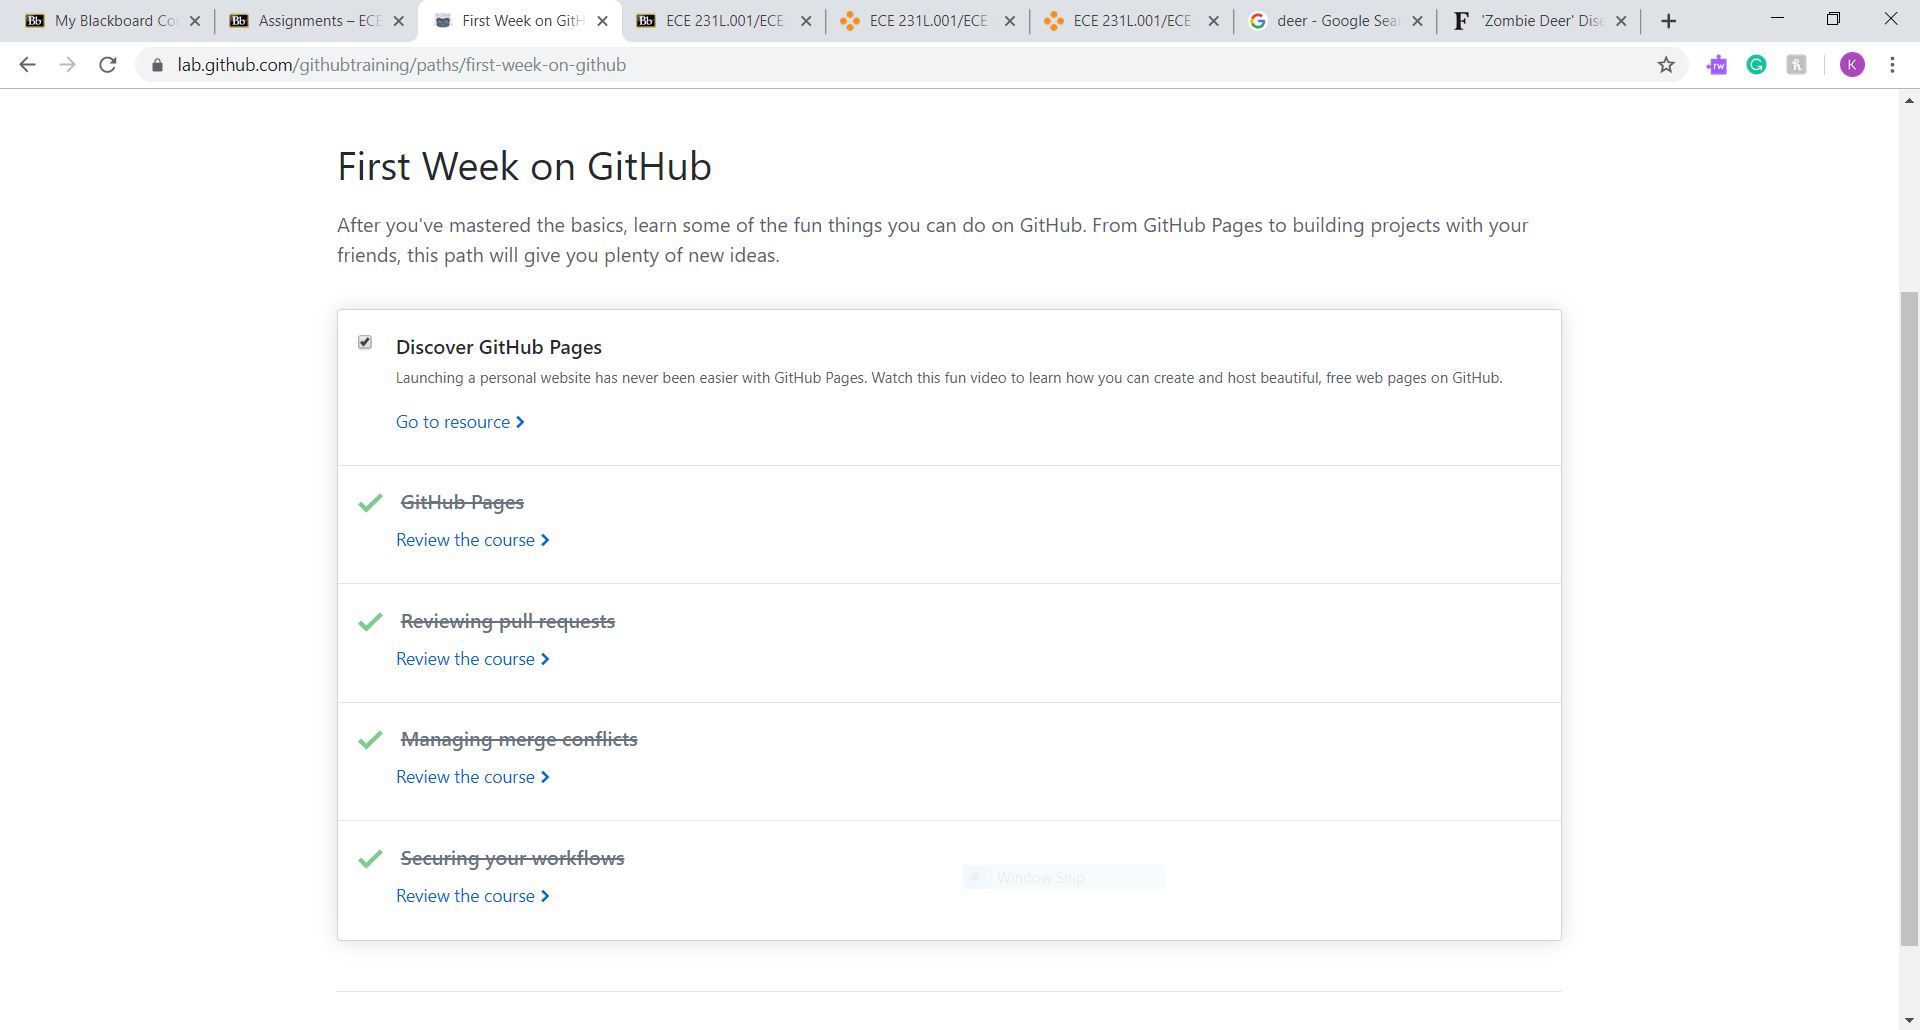 My Blackboard Co
Assignments – ECE
First Week on GitH
ECE 231L.001/ECE
ECE 231L.001/ECE
ECE 231L.001/ECE
deer - Google Sea
'Zombie Deer' Dise
lab.github.com/githubtraining/paths/first-week-on-github
rw
K
First Week on GitHub
After you've mastered the basics, learn some of the fun things you can do on GitHub. From GitHub Pages to building projects with your
friends, this path will give you plenty of new ideas.
Discover GitHub Pages
Launching a personal website has never been easier with GitHub Pages. Watch this fun video to learn how you can create and host beautiful, free web pages on GitHub.
Go to resource
GitHub Pages
Review the course
Reviewing pull requests
Review the course
Managing merge conflicts
Review the course
Securing your workflows
Window Snip
Review the course